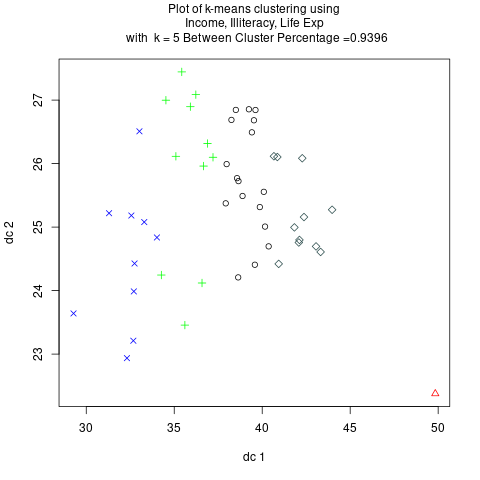 Plot of k-means clustering using
Income, Illiteracy, Life Exp
with k = 5 Between Cluster Percentage =0.9396
27
26
25
24
23
dc 2
30 35 40 45 50
dc 1